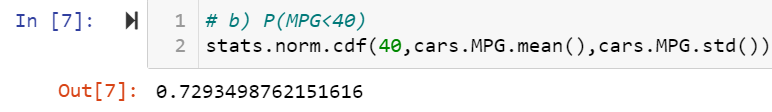 In [7]: 1 # b) P(MPG<40)
2 stats.norm.cdf(40,cars.MPG.mean(),cars.MPG.std())
Out[7]: 0.7293498762151616